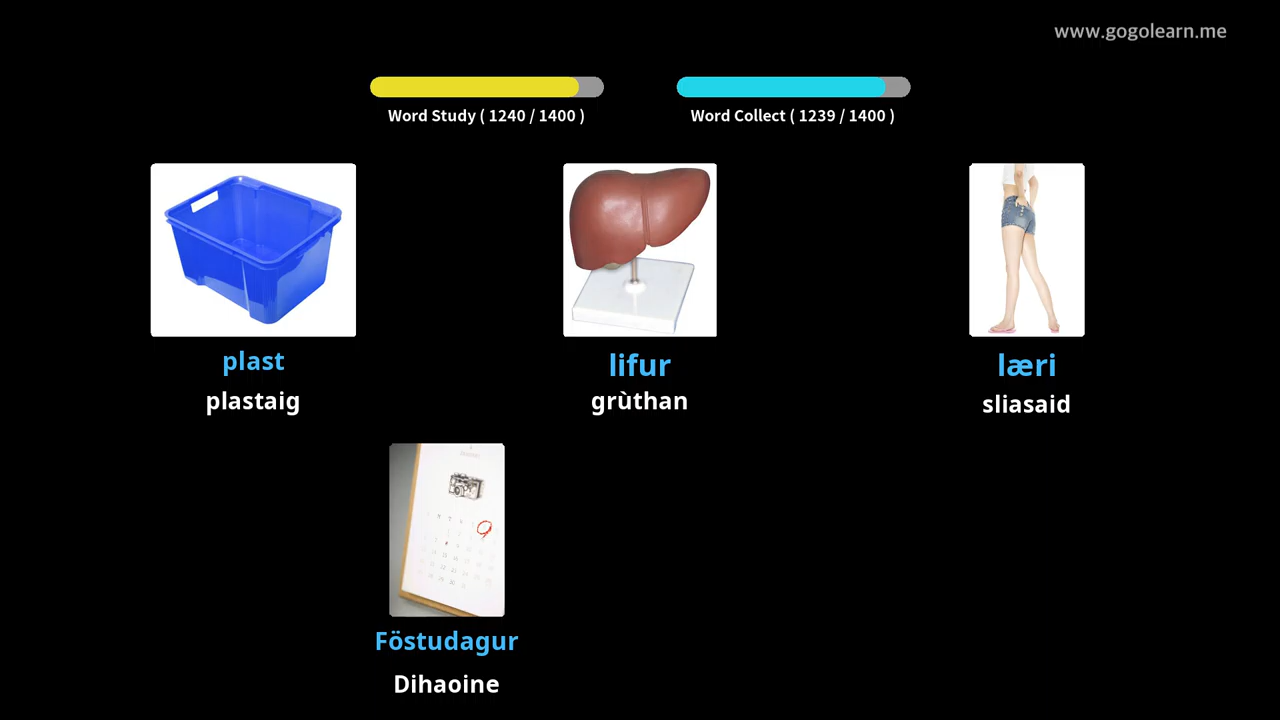 www.gogolearn.me
Word Study ( 1240 / 1400 )
Word Collect ( 1239 / 1400 )
plast
lifur
læri
plastaig
grùthan
sliasaid
Föstudagur
Dihaoine